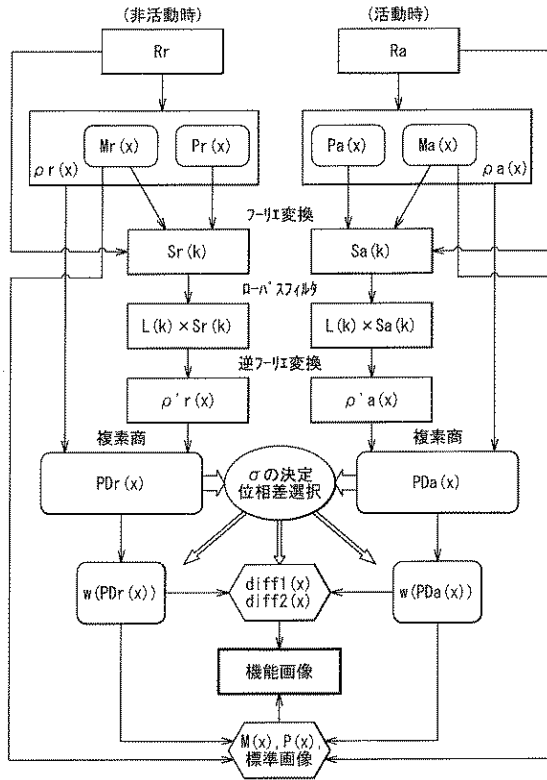 (非活動時)
(活動時)
Rr
Ra
Mr(x)
Pr(x)
ρr(x)
Pa(x)
Ma(x)
ρa(x)
フーリエ変換
Sr(k)
Sa(k)
ローパスフィルタ
L(k)×Sr(k)
L(k)×Sa(k)
逆フーリエ変換
ρ'r(x)
ρ'a(x)
複素商
複素商
PDr(x)
σの決定
位相差選択
PDa(x)
w(PDr(x))
diff1(x)
diff2(x)
w(PDa(x))
機能画像
M(x),P(x),
標準画像